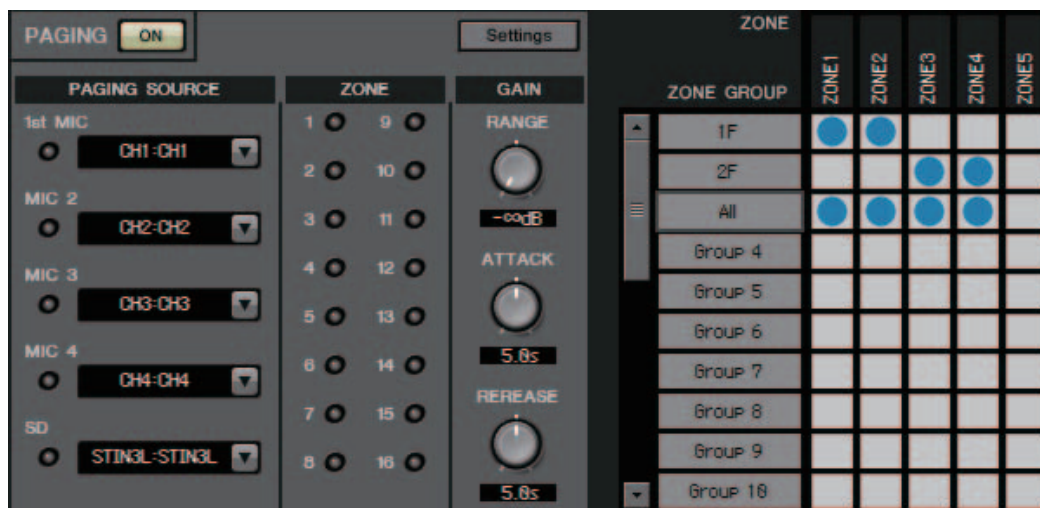 PAGING ON
Settings
PAGING SOURCE
1st MIC
CH1:CH1
MIC 2
CH2:CH2
MIC 3
CH3:CH3
MIC 4
CH4:CH4
SD
STIN3L:STIN3L
ZONE
1 9
2 10
3 11
4 12
5 13
6 14
7 15
8 16
GAIN
RANGE
-∞dB
ATTACK
5.0s
REREASE
5.0s
ZONE
ZONE GROUP
ZONE1
ZONE2
ZONE3
ZONE4
ZONE5
1F
2F
All
Group 4
Group 5
Group 6
Group 7
Group 8
Group 9
Group 10